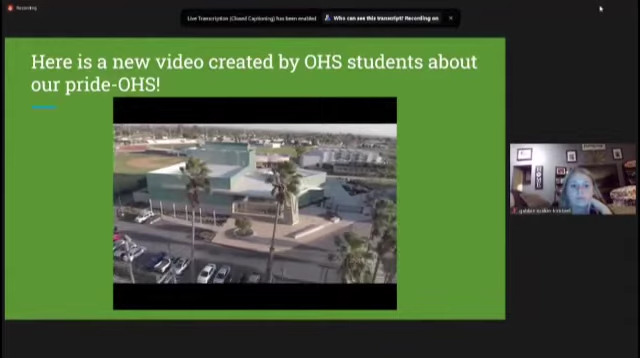 Recording
Live Transcription (Closed Captioning) has been enabled
Who can see this transcript? Recording on
Here is a new video created by OHS students about
our pride-OHS!